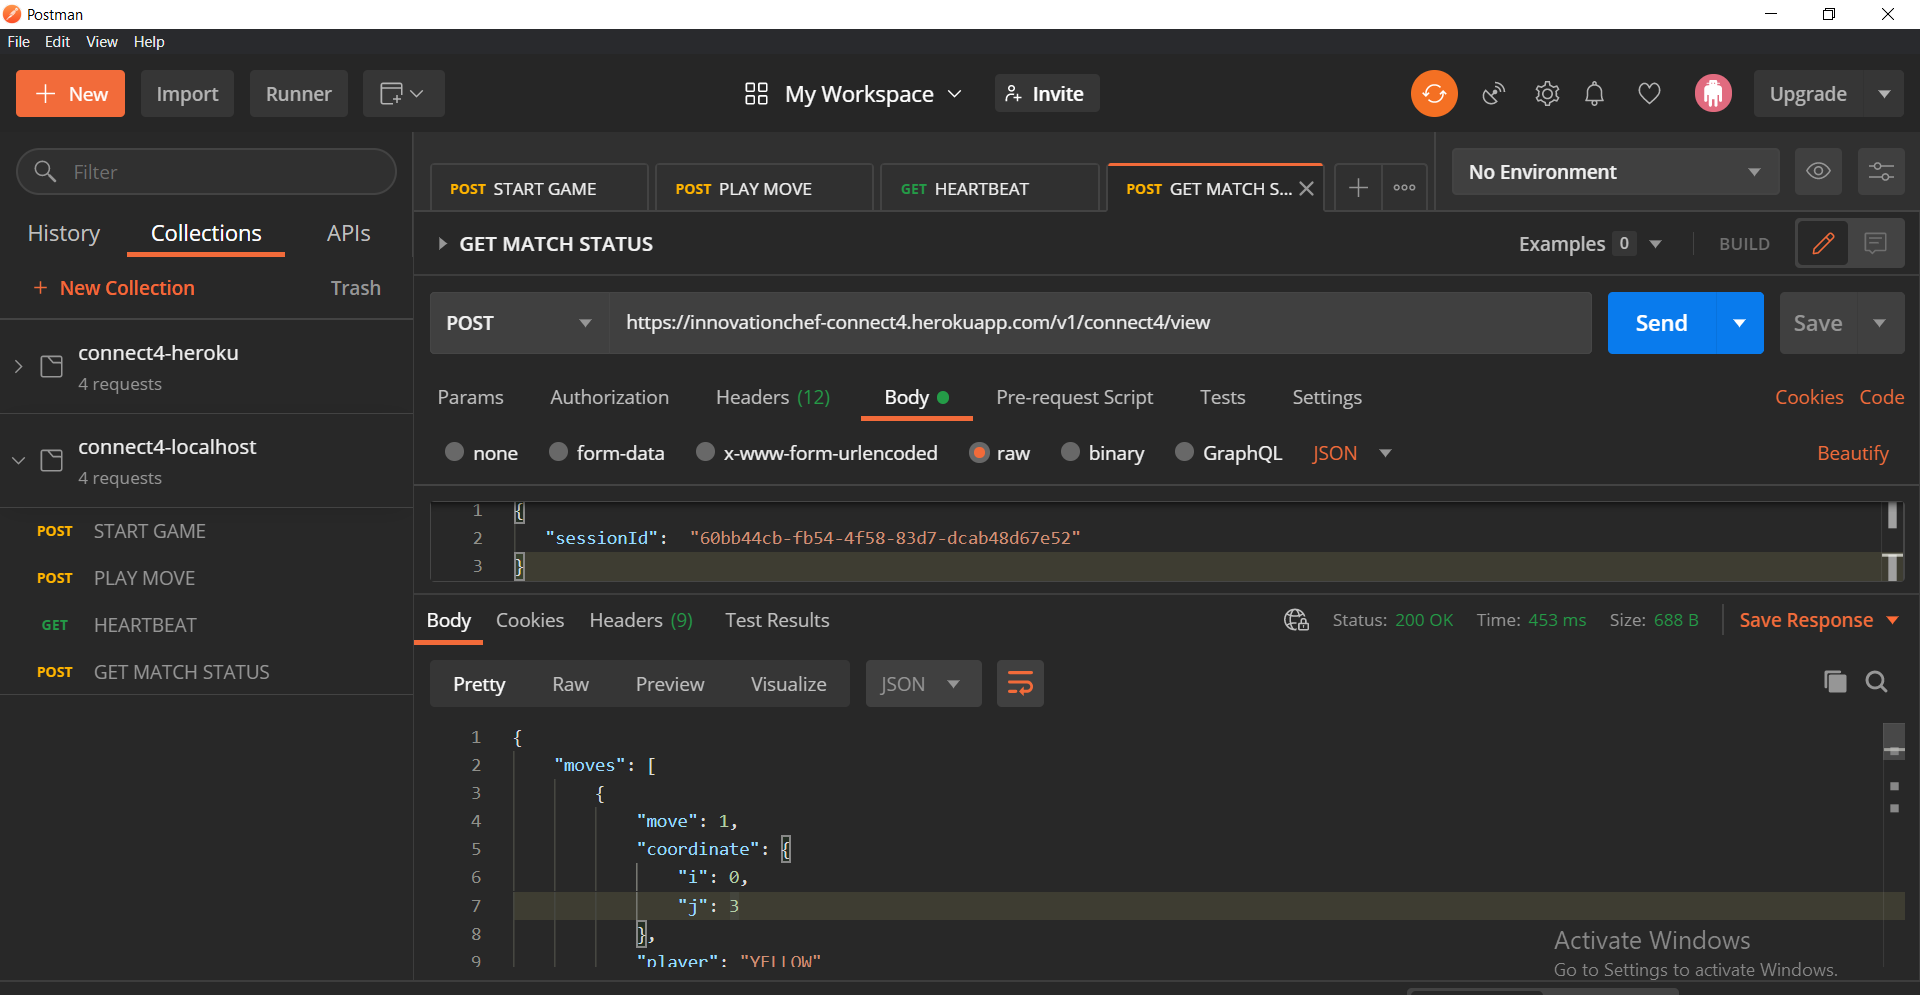 Postman
File Edit View Help
+ New Import Runner My Workspace Invite Upgrade
Filter
History Collections APIs
+ New Collection Trash
connect4-heroku
4 requests
connect4-localhost
4 requests
POST START GAME
POST PLAY MOVE
GET HEARTBEAT
POST GET MATCH STATUS
POST START GAME POST PLAY MOVE GET HEARTBEAT POST GET MATCH S... No Environment
GET MATCH STATUS Examples 0 BUILD
POST https://innovationchef-connect4.herokuapp.com/v1/connect4/view Send Save
Params Authorization Headers (12) Body Pre-request Script Tests Settings Cookies Code
none form-data x-www-form-urlencoded raw binary GraphQL JSON Beautify
1 {
2 "sessionId": "60bb44cb-fb54-4f58-83d7-dcab48d67e52"
3 }
Body Cookies Headers (9) Test Results Status: 200 OK Time: 453 ms Size: 688 B Save Response
Pretty Raw Preview Visualize JSON
1 {
2 "moves": [
3 {
4 "move": 1,
5 "coordinate": {
6 "i": 0,
7 "j": 3
8 },
9 "player": "YELLOW"
Activate Windows
Go to Settings to activate Windows.